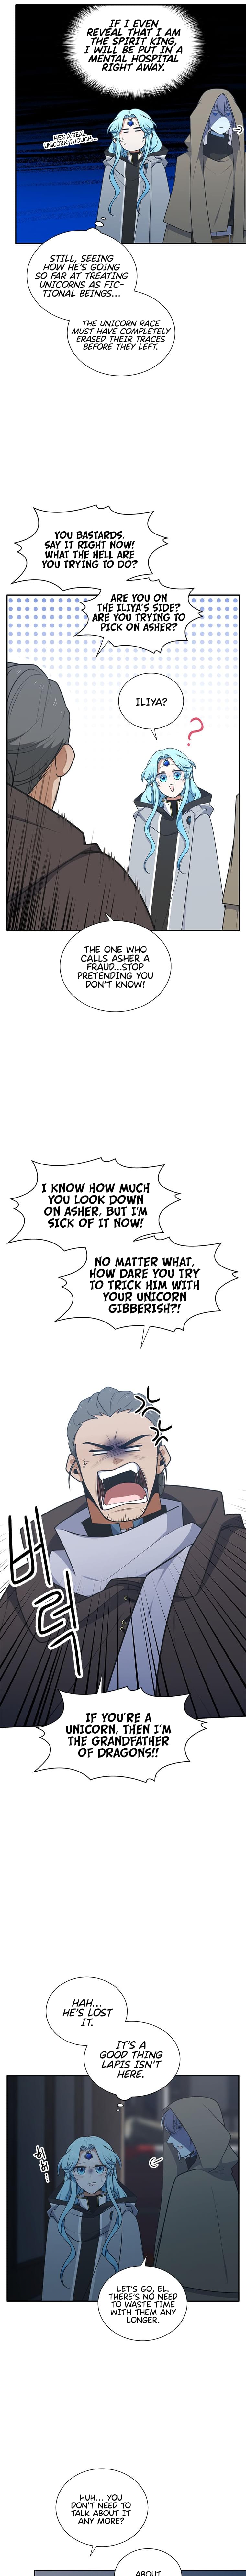 IF I EVEN
REVEAL THAT I AM
THE SPIRIT KING,
I WILL BE PUT IN A
MENTAL HOSPITAL
RIGHT AWAY.
HE'S A REAL
UNICORN THOUGH...
STILL, SEEING
HOW HE'S GOING
SO FAR AT TREATING
UNICORNS AS FIC-
TIONAL BEINGS...
THE UNICORN RACE
MUST HAVE COMPLETELY
ERASED THEIR TRACES
BEFORE THEY LEFT.
YOU BASTARDS,
SAY IT RIGHT NOW!
WHAT THE HELL ARE
YOU TRYING TO DO?
ARE YOU ON
THE ILIYA'S SIDE?
ARE YOU TRYING TO
PICK ON ASHER?
ILIYA?
?
THE ONE WHO
CALLS ASHER A
FRAUD...STOP
PRETENDING YOU
DON'T KNOW!
I KNOW HOW MUCH
YOU LOOK DOWN
ON ASHER, BUT I'M
SICK OF IT NOW!
NO MATTER WHAT,
HOW DARE YOU TRY
TO TRICK HIM WITH
YOUR UNICORN
GIBBERISH?!
버럭
IF YOU'RE A
UNICORN, THEN I'M
THE GRANDFATHER
OF DRAGONS!!
HAH...
HE'S LOST
IT.
IT'S A
GOOD THING
LAPIS ISN'T
HERE.
LET'S GO, EL.
THERE'S NO NEED
TO WASTE TIME
WITH THEM ANY
LONGER.
HUH... YOU
DON'T NEED TO
TALK ABOUT IT
ANY MORE?
ABOUT